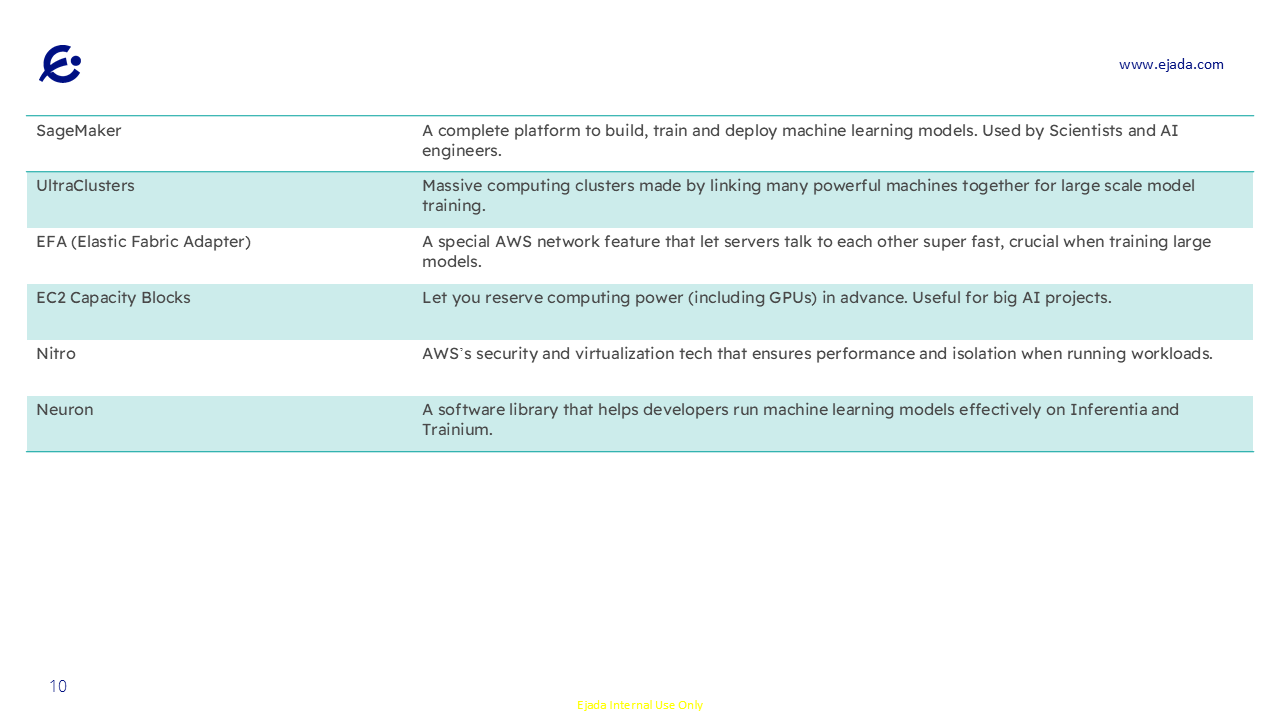 www.ejada.com
SageMaker
A complete platform to build, train and deploy machine learning models. Used by Scientists and AI
engineers.
UltraClusters
Massive computing clusters made by linking many powerful machines together for large scale model
training.
EFA (Elastic Fabric Adapter)
A special AWS network feature that let servers talk to each other super fast, crucial when training large
models.
EC2 Capacity Blocks
Let you reserve computing power (including GPUs) in advance. Useful for big AI projects.
Nitro
AWS`s security and virtualization tech that ensures performance and isolation when running workloads.
Neuron
A software library that helps developers run machine learning models effectively on Inferentia and
Trainium.
10
Ejada Internal Use Only